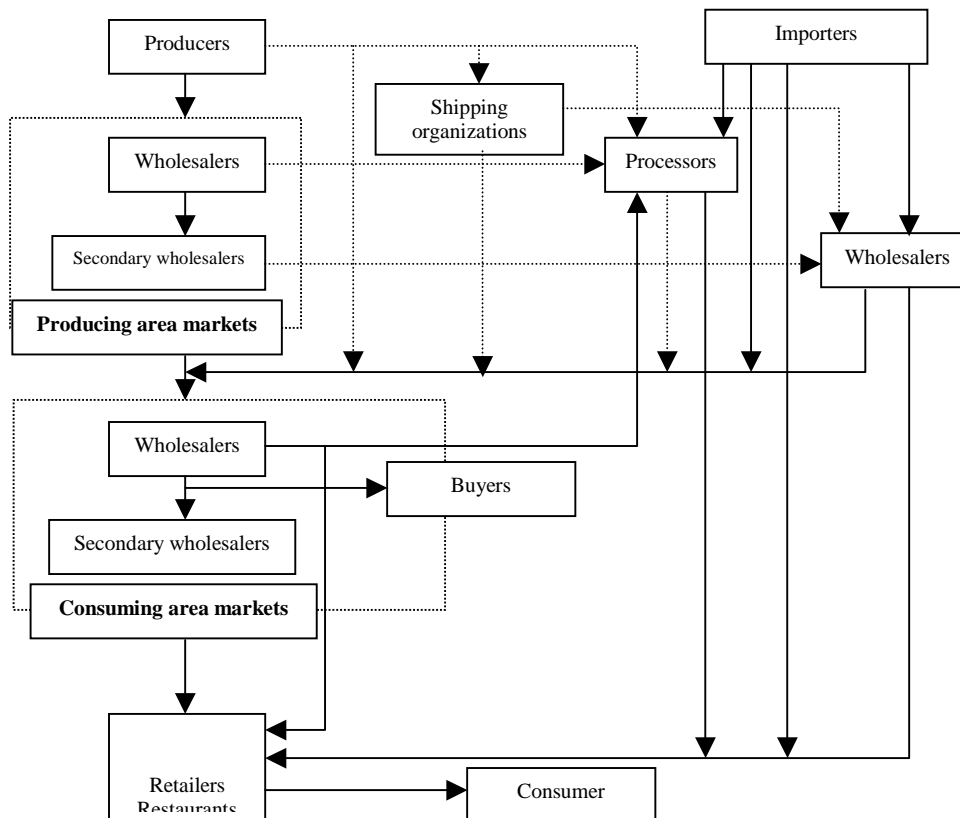 Producers
Importers
Shipping
organizations
Wholesalers
Processors
Secondary wholesalers
Wholesalers
Producing area markets
Wholesalers
Buyers
Secondary wholesalers
Consuming area markets
Retailers
Restaurants
Consumer